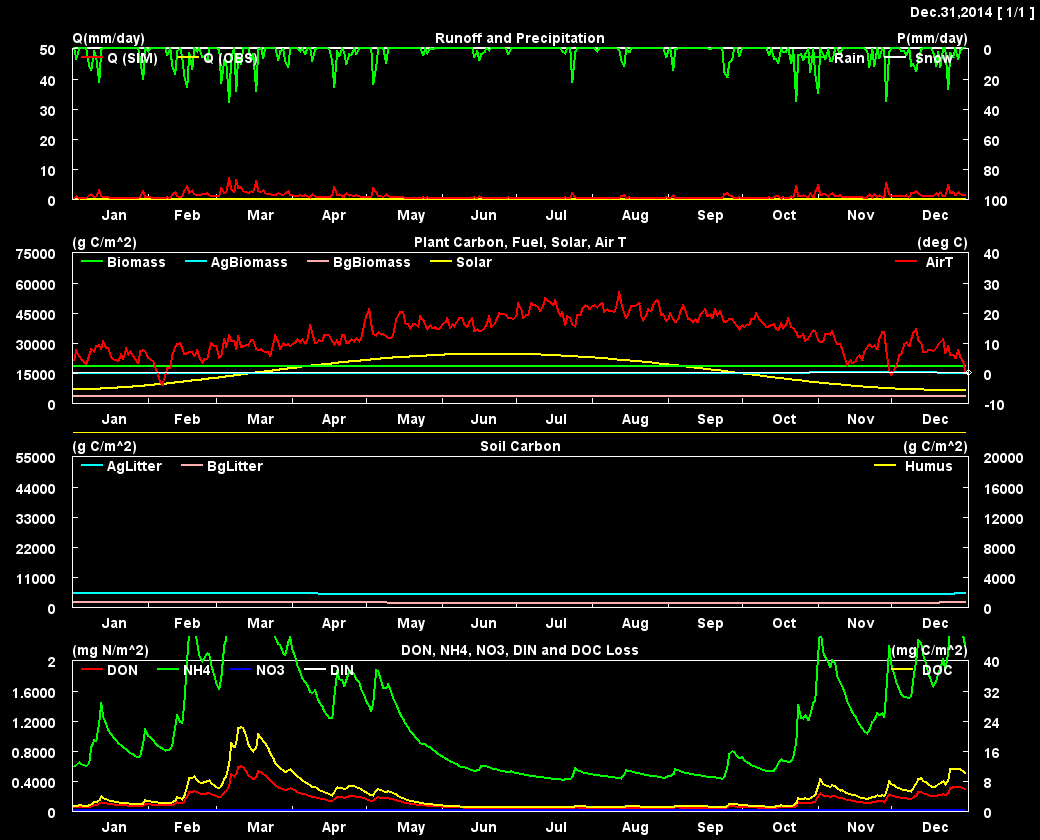 Dec.31,2014 [ 1/1 ]
Q(mm/day) Runoff and Precipitation P(mm/day)
50 0
Q (SIM) Q (OBS) Rain Snow
40 20
30 40
20 60
10 80
0 100
Jan Feb Mar Apr May Jun Jul Aug Sep Oct Nov Dec
(g C/m^2) Plant Carbon, Fuel, Solar, Air T (deg C)
75000 40
Biomass AgBiomass BgBiomass Solar AirT
60000 30
45000 20
30000 10
15000 0
0 -10
Jan Feb Mar Apr May Jun Jul Aug Sep Oct Nov Dec
(g C/m^2) Soil Carbon (g C/m^2)
55000 20000
AgLitter BgLitter Humus
44000 16000
33000 12000
22000 8000
11000 4000
0 0
Jan Feb Mar Apr May Jun Jul Aug Sep Oct Nov Dec
(mg N/m^2) DON, NH4, NO3, DIN and DOC Loss (mg C/m^2)
2 40
DON NH4 NO3 DIN DOC
1.6000 32
1.2000 24
0.8000 16
0.4000 8
0 0
Jan Feb Mar Apr May Jun Jul Aug Sep Oct Nov Dec